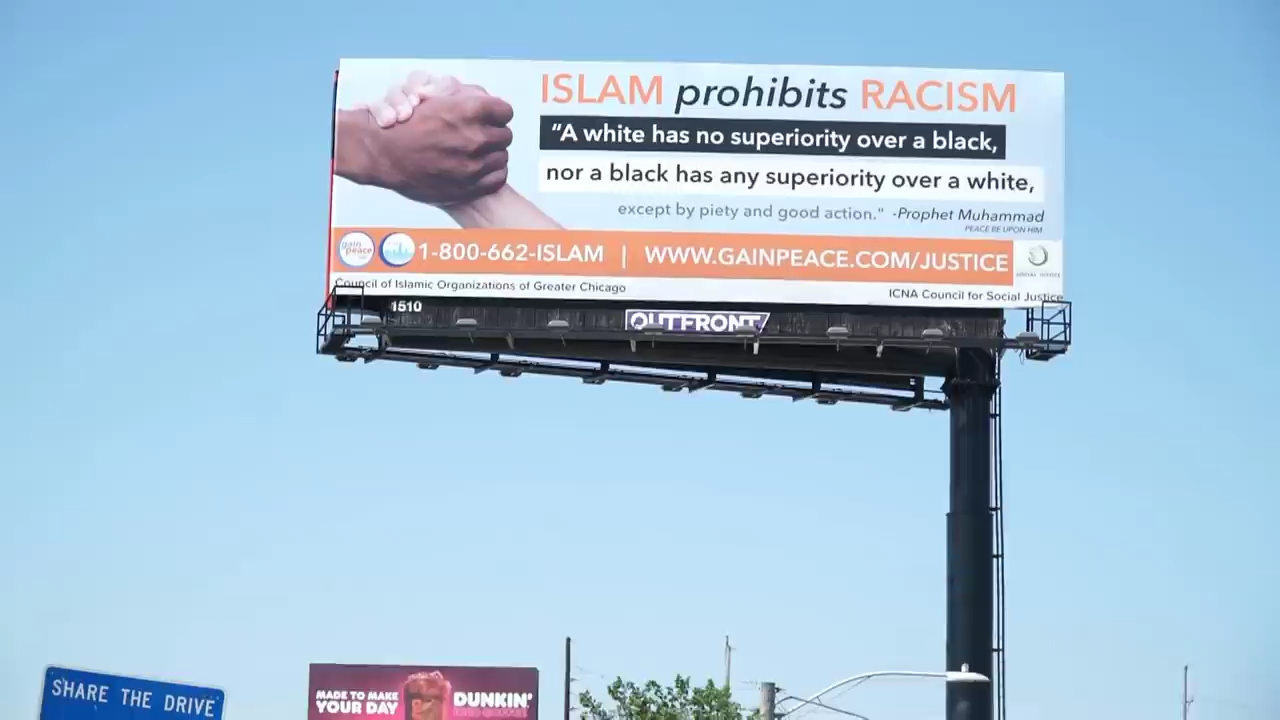 ISLAM prohibits RACISM
"A white has no superiority over a black,
nor a black has any superiority over a white,
except by piety and good action." -Prophet Muhammad
PEACE BE UPON HIM
gain peace
1-800-662-ISLAM | WWW.GAINPEACE.COM/JUSTICE
Council of Islamic Organizations of Greater Chicago
ICNA Council for Social Justice
1510
OUTFRONT
SHARE THE DRIVE
MADE TO MAKE
YOUR DAY
DUNKIN'